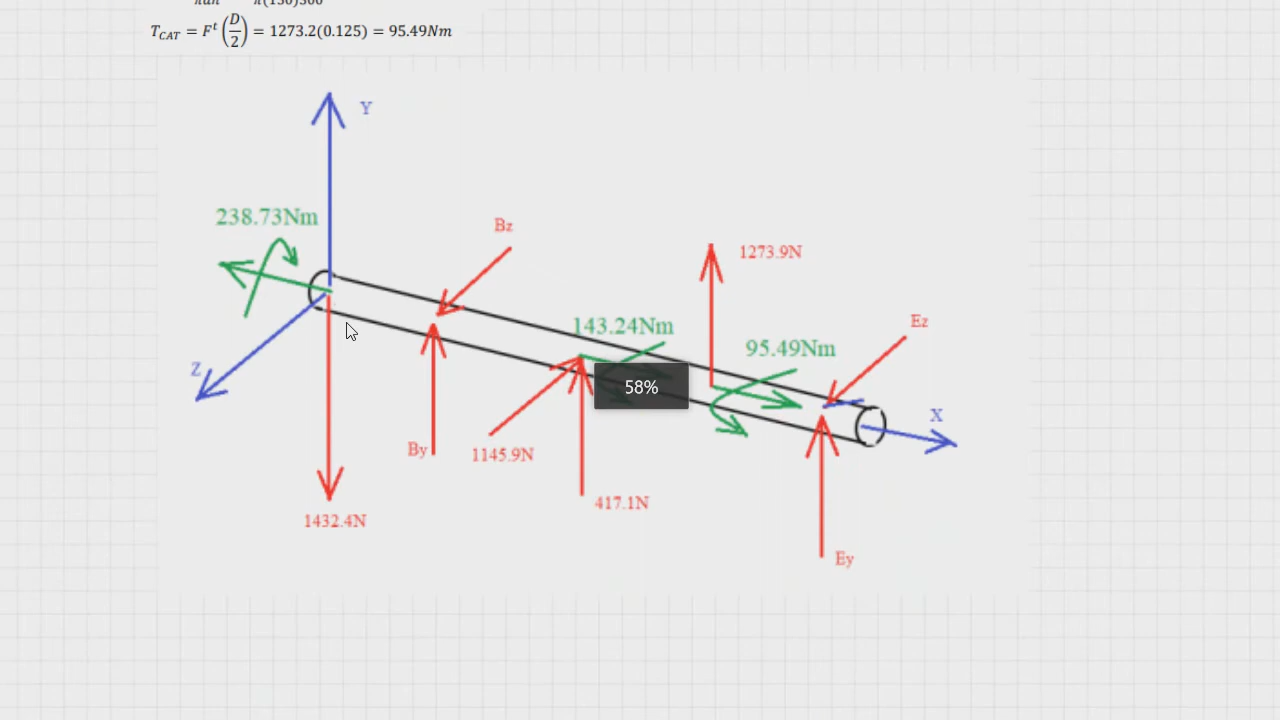 T_CAT = F^t (D/2) = 1273.2(0.125) = 95.49Nm
Y
238.73Nm
Bz
1273.9N
143.24Nm
Ez
95.49Nm
Z
58%
X
By
1145.9N
417.1N
1432.4N
Ey